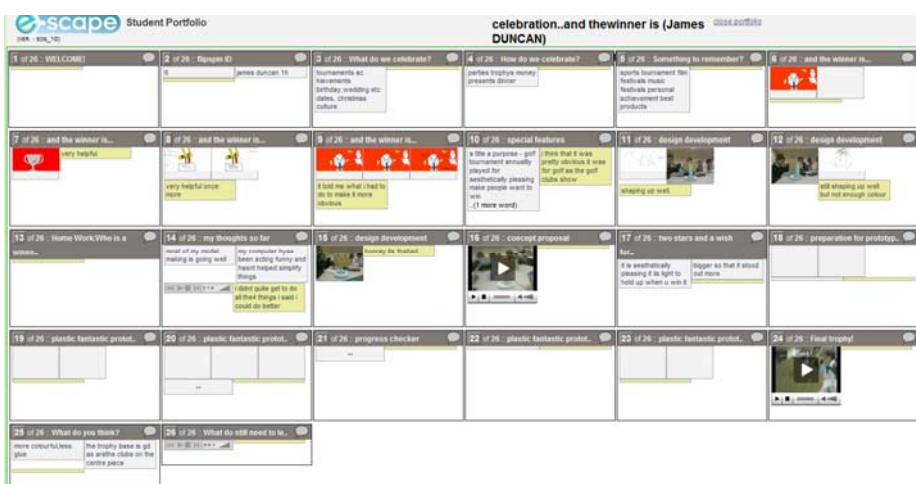 e-scape Student Portfolio
celebration..and thewinner is (James
DUNCAN)
close portfolio
1 of 26 : WELCOME!
2 of 26 : flipspin ID
james duncan 1h
3 of 26 : What do we celebrate?
tournaments ac
hievements
birthday,wedding etc
dates, christmas
culture
4 of 26 : How do we celebrate?
parties trophys money
presents dinner
5 of 26 : Something to remember?
sports tournament film
festivals music
festivals personal
achievement best
products
6 of 26 : and the winner is...
7 of 26 : and the winner is...
very helpful
8 of 26 : and the winner is...
very helpful once
more
9 of 26 : and the winner is...
it told me what i had to
do to make it more
obvious
10 of 26 : special features
a title a purpose – golf
tournament annually
played for
aesthetically pleasing
make people want to
win
..(1 more word)
i think that it was
pretty obvious it was
for golf as the golf
clubs show
11 of 26 : design development
shaping up well.
12 of 26 : design development
still shaping up well
but not enough colour
13 of 26 : Home Work:Who is a
winne..
14 of 26 : my thoughts so far
most of my model
making is going well
my computer hyas
been acting funny and
hasnt helped simplify
things
i didnt quite get to do
all the4 things i said i
could do better
15 of 26 : design development
hooray its finished
16 of 26 : concept proposal
17 of 26 : two stars and a wish
for..
it is aesthatically
pleasing it iis light to
hold up when u win it
bigger so that it stood
out more
18 of 26 : preparation for prototyp..
19 of 26 : plastic fantastic protot..
20 of 26 : plastic fantastic protot..
21 of 26 : progress checker
22 of 26 : plastic fantastic protot..
23 of 26 : plastic fantastic protot..
24 of 26 : Final trophy!
25 of 26 : What do you think?
more colourful,less
glue
the trophy base is gd
as arethe clubs on the
centre piece
26 of 26 : What do still need to le..